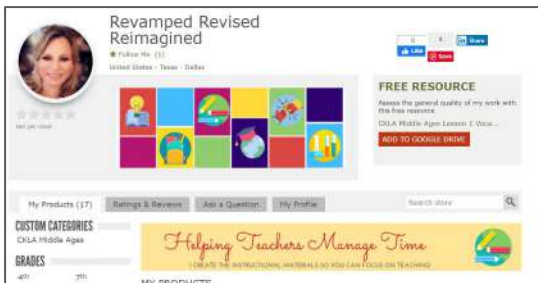 Revamped Revised
Reimagined
Follow Me (1)
United States - Texas - Dallas
0
Like
Share
Save
not yet rated
FREE RESOURCE
Assess the general quality of my work with
this free resource
CKLA Middle Ages Lesson 1 Voca...
ADD TO GOOGLE DRIVE
My Products (17)
Ratings & Reviews
Ask a Question
My Profile
Search store
CUSTOM CATEGORIES
CKLA Middle Ages
GRADES
4th
7th
Helping Teachers Manage Time
I CREATE THE INSTRUCTIONAL MATERIALS SO YOU CAN FOCUS ON TEACHING
MY PRODUCTS